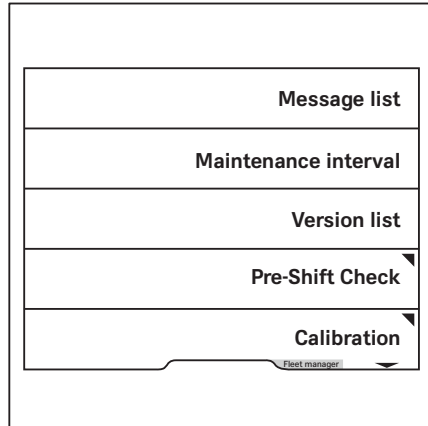 Message list
Maintenance interval
Version list
Pre-Shift Check
Calibration
Fleet manager